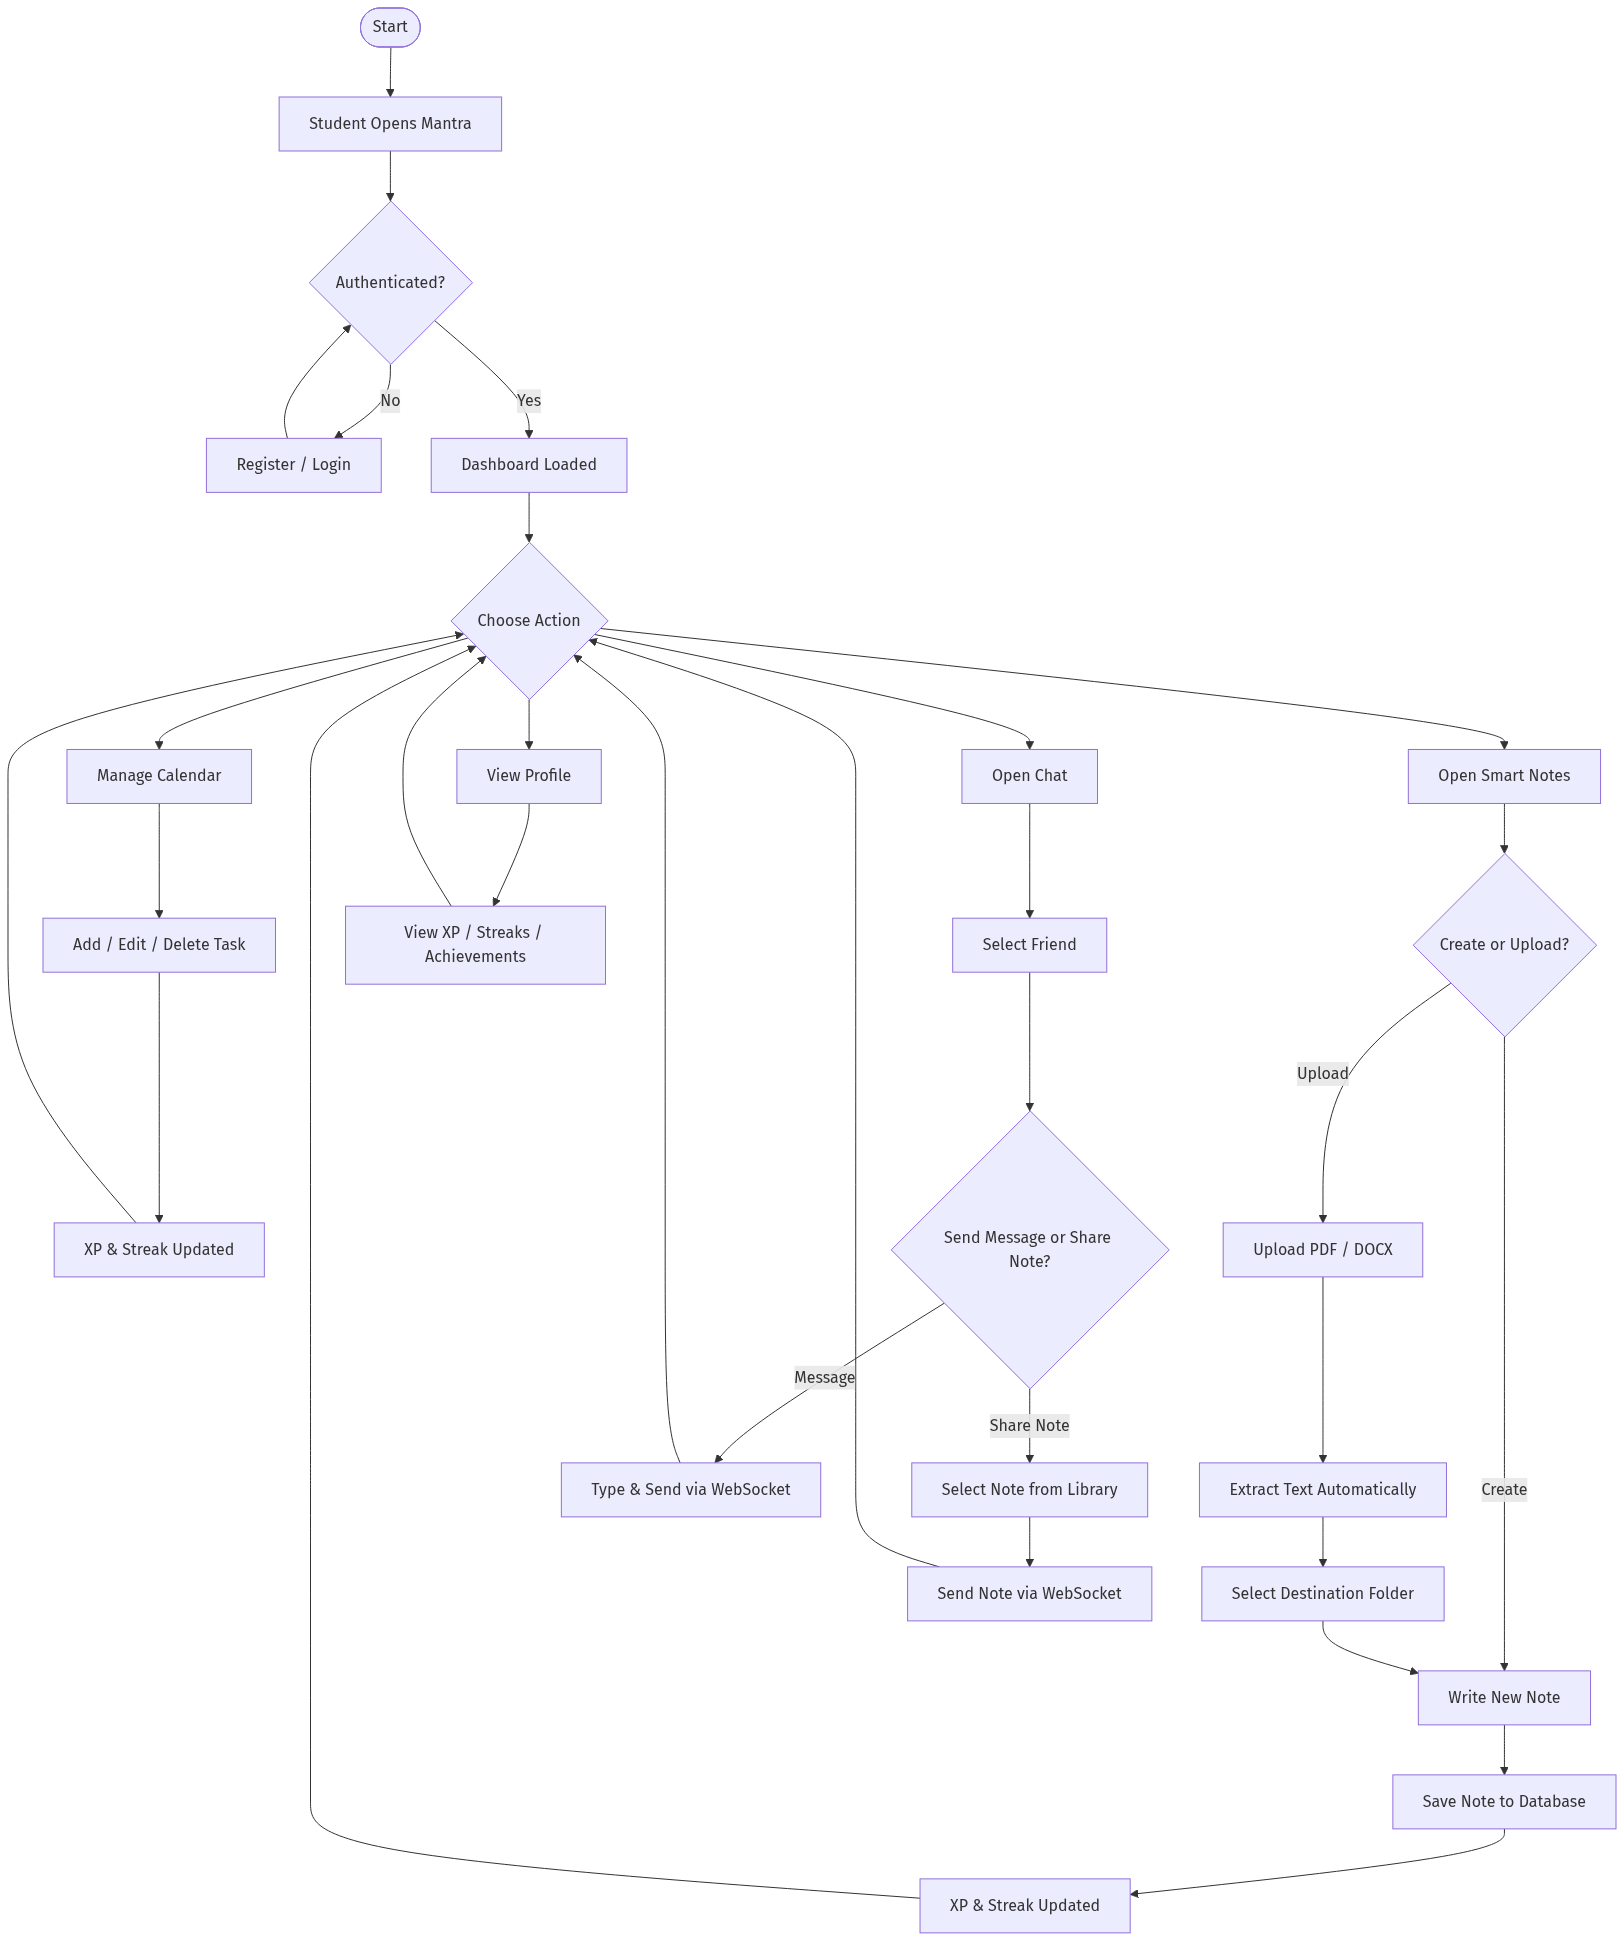 Start
Student Opens Mantra
Authenticated?
No
Yes
Register / Login
Dashboard Loaded
Choose Action
Manage Calendar
View Profile
Open Chat
Open Smart Notes
Add / Edit / Delete Task
View XP / Streaks /
Achievements
Select Friend
Create or Upload?
Upload
XP & Streak Updated
Send Message or Share
Note?
Upload PDF / DOCX
Message
Share Note
Type & Send via WebSocket
Select Note from Library
Extract Text Automatically
Create
Send Note via WebSocket
Select Destination Folder
Write New Note
Save Note to Database
XP & Streak Updated